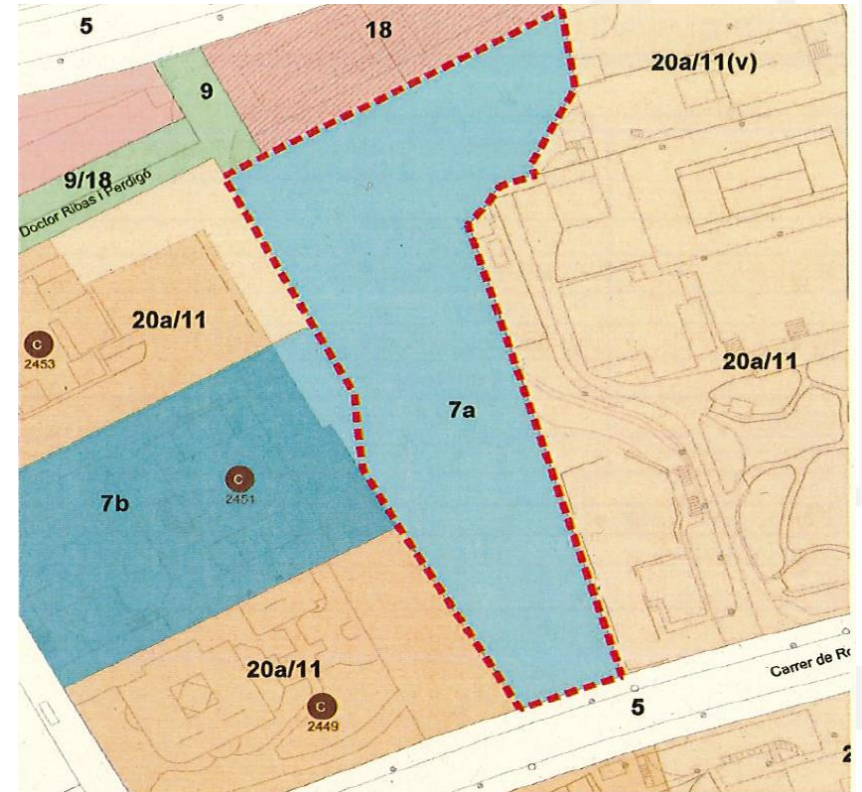 5
18
20a/11(v)
9
9/18
Doctor Ribas i Perdigó
20a/11
C
2453
20a/11
7a
C
2451
7b
20a/11
C
2449
Carrer de
5